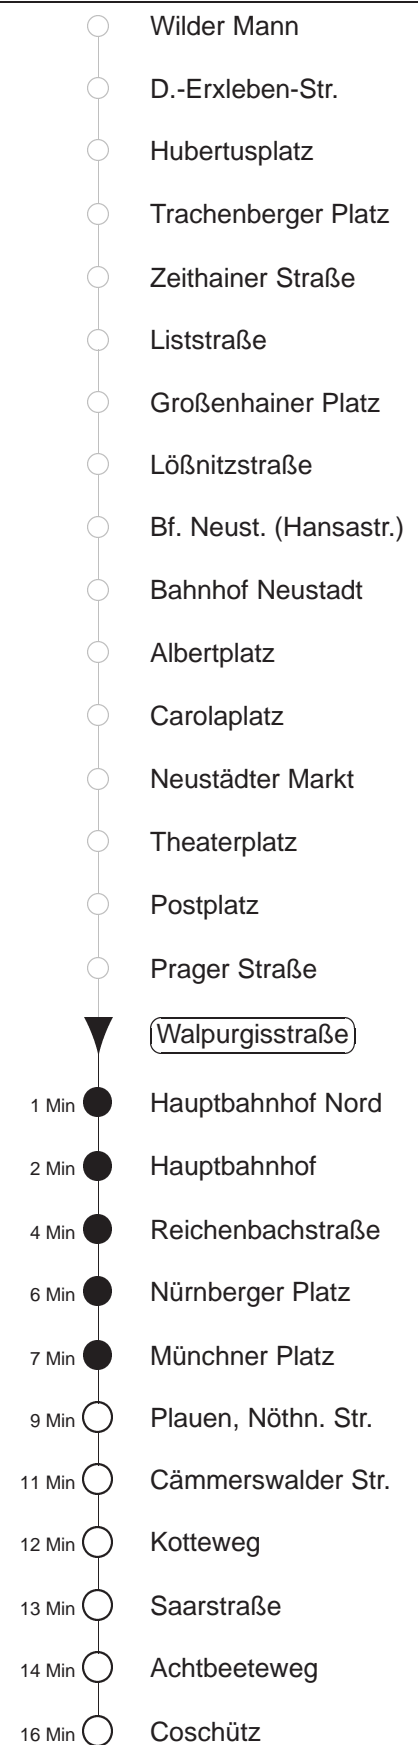 Wilder Mann
D.-Erxleben-Str.
Hubertusplatz
Trachenberger Platz
Zeithainer Straße
Liststraße
Großenhainer Platz
Lößnitzstraße
Bf. Neust. (Hansastr.)
Bahnhof Neustadt
Albertplatz
Carolaplatz
Neustädter Markt
Theaterplatz
Postplatz
Prager Straße
Walpurgisstraße
1 Min Hauptbahnhof Nord
2 Min Hauptbahnhof
4 Min Reichenbachstraße
6 Min Nürnberger Platz
7 Min Münchner Platz
9 Min Plauen, Nöthn. Str.
11 Min Cämmerswalder Str.
12 Min Kotteweg
13 Min Saarstraße
14 Min Achtbeeteweg
16 Min Coschütz